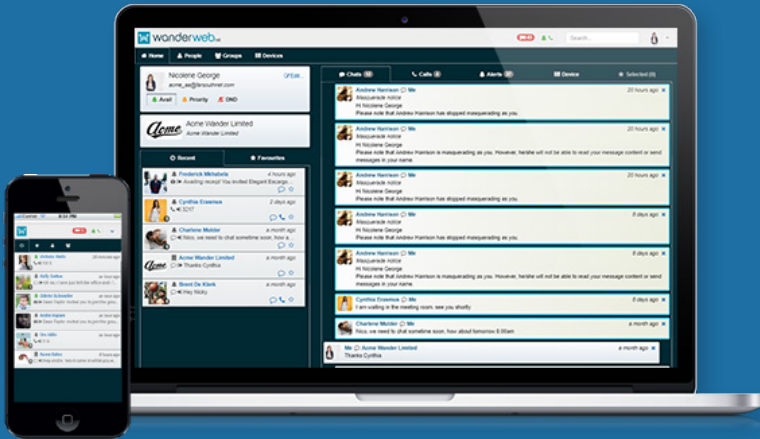 wanderweb
Search...
Home People Groups Devices
Nicolene George
Edit...
acme_as@farsouthnet.com
Avail Priority DND
Acme
Acme Wander Limited
Acme Wander Limited
Recent Favourites
Frederick Mkhabela 4 hours ago
Awaiting receipt You invited Elegant Escargo...
Cynthia Erasmus 2 days ago
3217
Charlene Mulder a month ago
Nico, we need to chat sometime soon, how a...
Acme Wander Limited a month ago
Thanks Cynthia
Brent De Klerk a month ago
Hey Nicky
Chats Calls Alerts Device Selected (0)
Andrew Harrison Me 20 hours ago
Masquerade notice
Hi Nicolene George
Please note that Andrew Harrison has stopped masquerading as you.
Andrew Harrison Me 20 hours ago
Masquerade notice
Hi Nicolene George
Please note that Andrew Harrison is masquerading as you. However, he/she will not be able to read your message content or send
messages in your name.
Andrew Harrison Me 8 days ago
Masquerade notice
Hi Nicolene George
Please note that Andrew Harrison has stopped masquerading as you.
Andrew Harrison Me 8 days ago
Masquerade notice
Hi Nicolene George
Please note that Andrew Harrison is masquerading as you. However, he/she will not be able to read your message content or send
messages in your name.
Cynthia Erasmus Me 8 days ago
I am waiting in the meeting room, see you shortly
Charlene Mulder Me a month ago
Nico, we need to chat sometime soon, how about tomorrow 8:00am
Me Acme Wander Limited a month ago
Thanks Cynthia